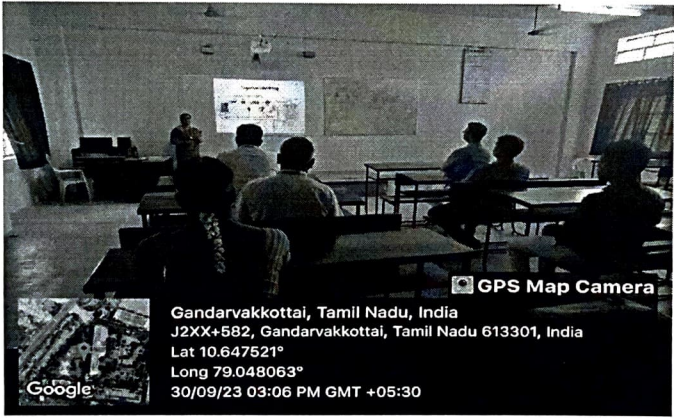 GPS Map Camera
Gandarvakkottai, Tamil Nadu, India
J2XX+582, Gandarvakkottai, Tamil Nadu 613301, India
Lat 10.647521°
Long 79.048063°
30/09/23 03:06 PM GMT +05:30
Google